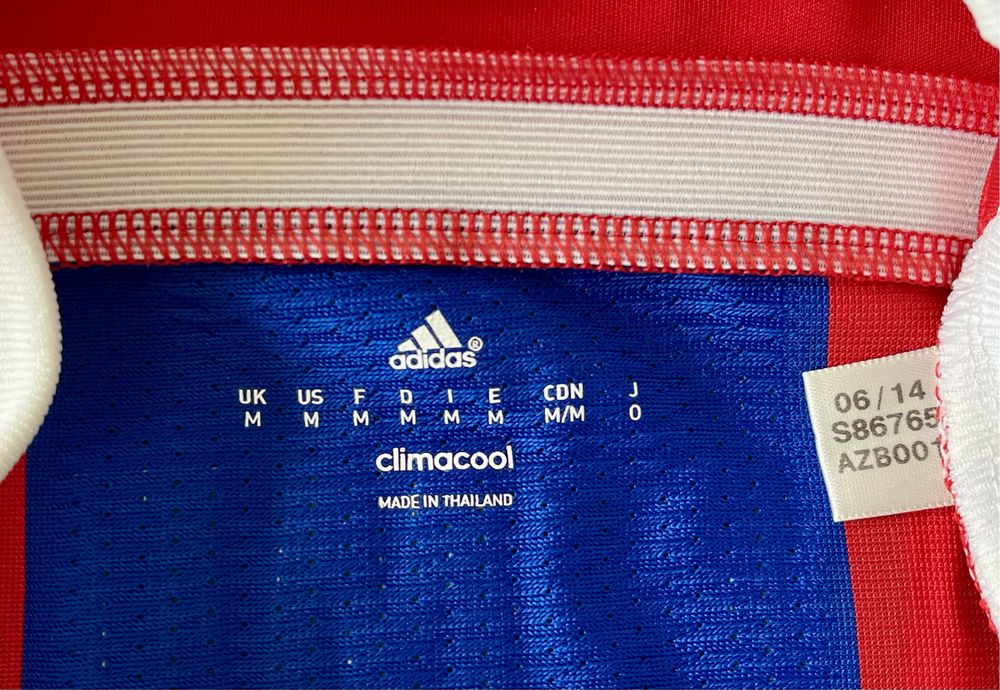 adidas®
UK US F D I E CDN J
M M M M M M M/M O
climacool
MADE IN THAILAND
06/14
S86765
AZB001